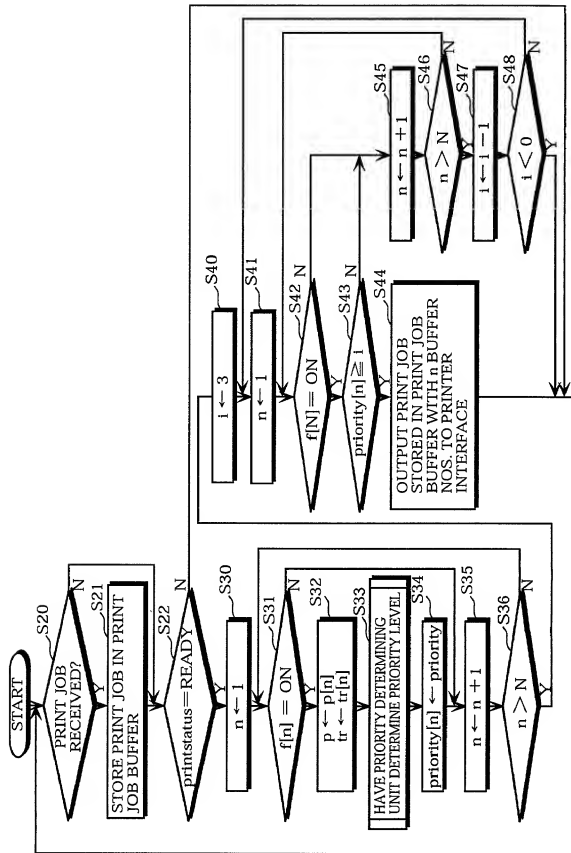 START
S20
PRINT JOB
RECEIVED?
N
Y
S21
STORE PRINT JOB IN PRINT
JOB BUFFER
S22
printstatus=READY
N
Y
S30
n ← 1
S31
f[n] = ON
N
Y
S32
p ← p[n]
tr ← tr[n]
S33
HAVE PRIORITY DETERMINING
UNIT DETERMINE PRIORITY LEVEL
S34
priority[n] ← priority
S35
n ← n + 1
S36
n > N
N
Y
S40
i ← 3
S41
n ← 1
S42
f[N] = ON
N
Y
S43
priority[n] ≧ i
N
Y
S44
OUTPUT PRINT JOB
STORED IN PRINT JOB
BUFFER WITH n BUFFER
NOS. TO PRINTER
INTERFACE
S45
n ← n + 1
S46
n > N
N
Y
S47
i ← i − 1
S48
i < 0
N
Y